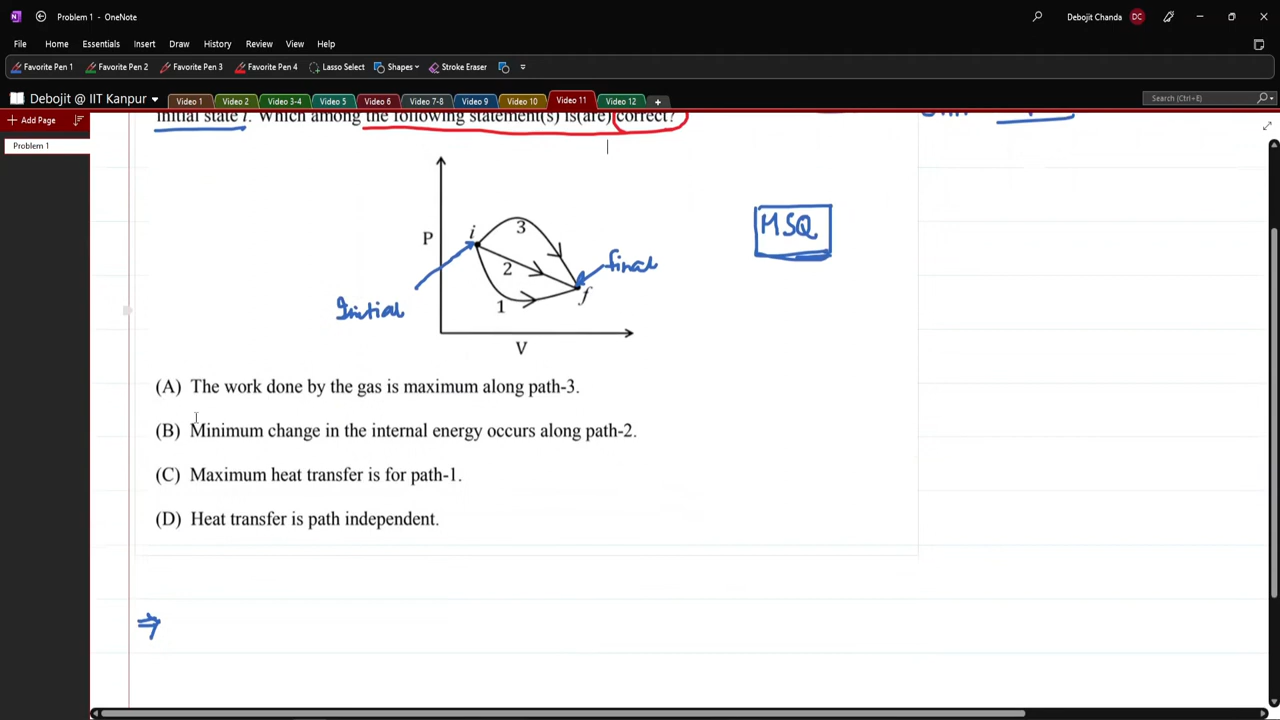 Problem 1 - OneNote
Debojit Chanda DC
File Home Essentials Insert Draw History Review View Help
Favorite Pen 1 Favorite Pen 2 Favorite Pen 3 Favorite Pen 4 Lasso Select Shapes Stroke Eraser
Debojit @ IIT Kanpur Video 1 Video 2 Video 3-4 Video 5 Video 6 Video 7-8 Video 9 Video 10 Video 11 Video 12 + Search (Ctrl+E)
Add Page
Problem 1
initial state i. Which among the following statement(s) is(are) correct?
MSQ
i 3
P
2 final
1 f
Initial
V
(A) The work done by the gas is maximum along path-3.
(B) Minimum change in the internal energy occurs along path-2.
(C) Maximum heat transfer is for path-1.
(D) Heat transfer is path independent.
⇒